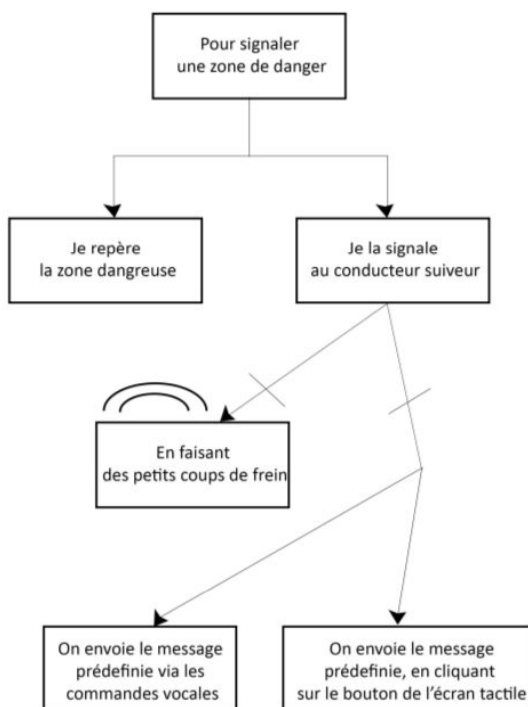 Pour signaler
une zone de danger
Je repère
la zone dangreuse
Je la signale
au conducteur suiveur
En faisant
des petits coups de frein
On envoie le message
prédefinie via les
commandes vocales
On envoie le message
prédefinie, en cliquant
sur le bouton de l'écran tactile